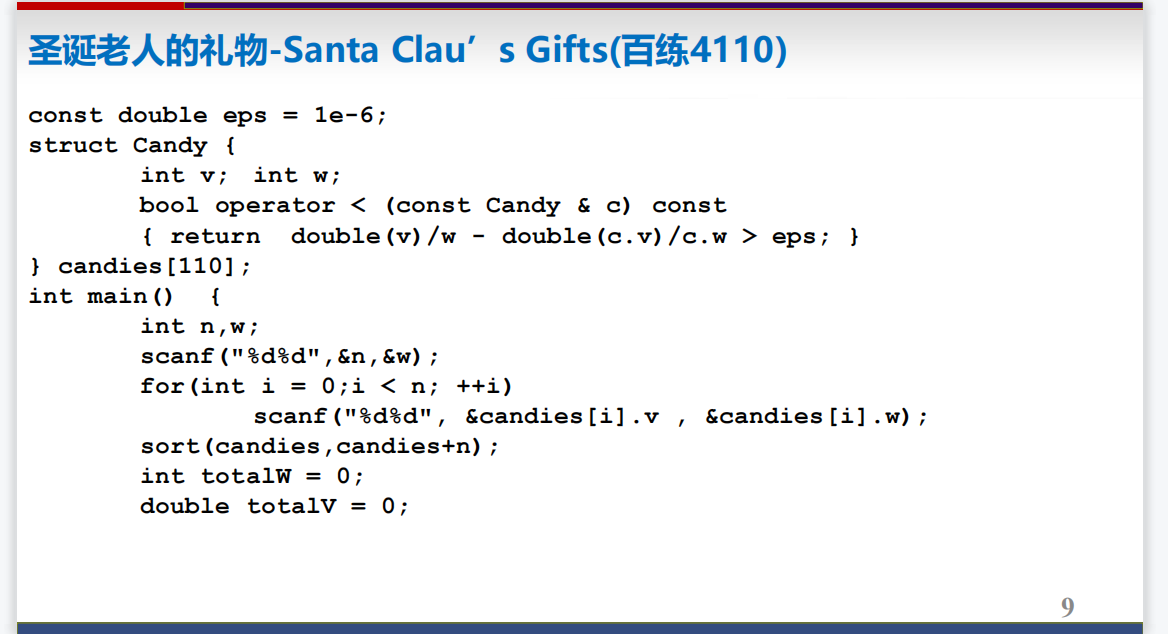 圣诞老人的礼物-Santa Clau’s Gifts(百练4110)
const double eps = 1e-6;
struct Candy {
int v; int w;
bool operator < (const Candy & c) const
{ return double(v)/w - double(c.v)/c.w > eps; }
} candies[110];
int main() {
int n,w;
scanf("%d%d",&n,&w);
for(int i = 0;i < n; ++i)
scanf("%d%d", &candies[i].v , &candies[i].w);
sort(candies,candies+n);
int totalW = 0;
double totalV = 0;
9